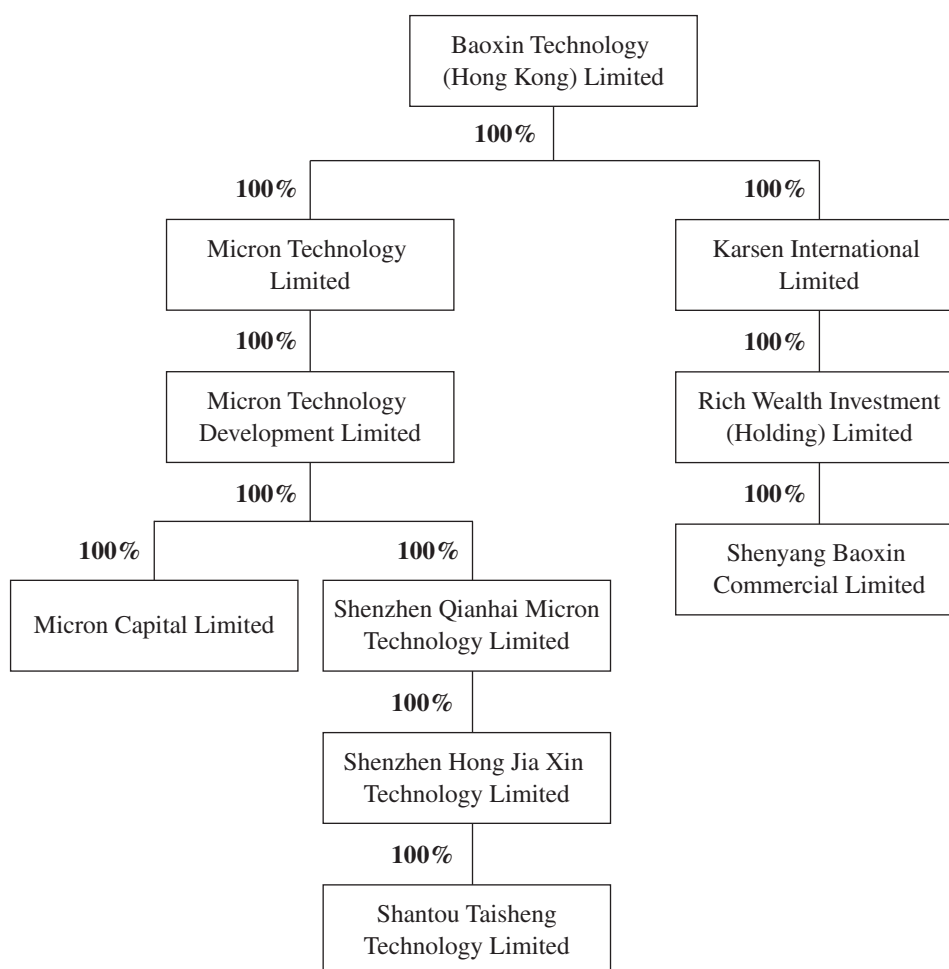 Baoxin Technology
(Hong Kong) Limited
100%
100%
100%
Micron Technology
Limited
Karsen International
Limited
100%
100%
Micron Technology
Development Limited
Rich Wealth Investment
(Holding) Limited
100%
100%
100%
100%
Shenyang Baoxin
Commercial Limited
Micron Capital Limited
Shenzhen Qianhai Micron
Technology Limited
100%
Shenzhen Hong Jia Xin
Technology Limited
100%
Shantou Taisheng
Technology Limited